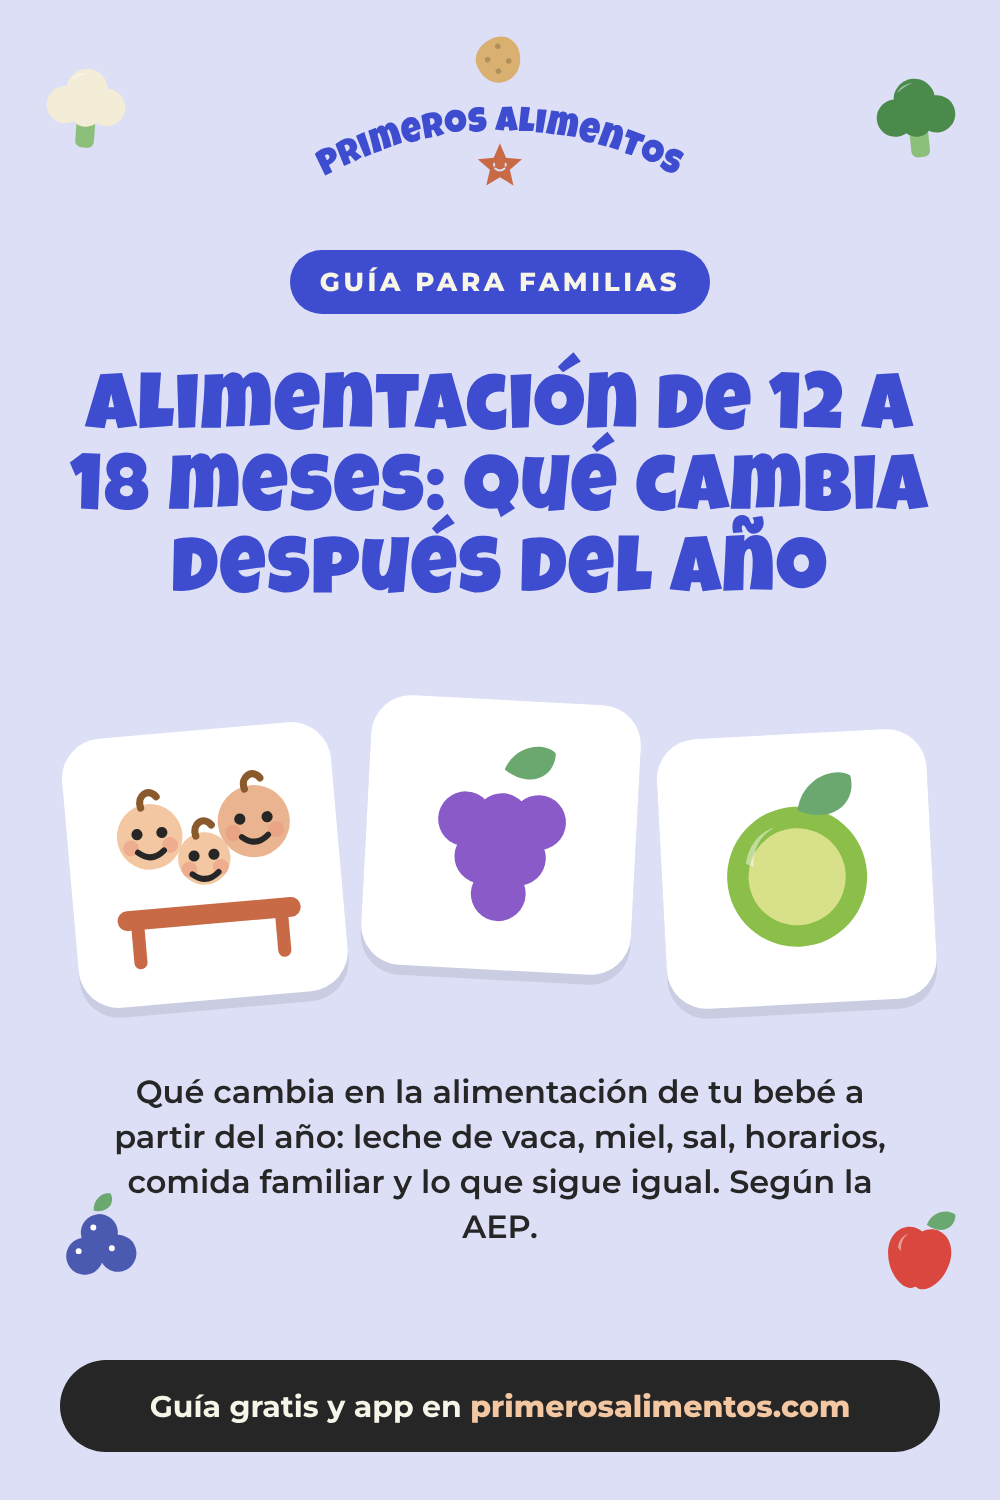 PRIMEROS ALIMENTOS
GUÍA PARA FAMILIAS
ALIMENTACIÓN DE 12 A
18 MESES: QUÉ CAMBIA
DESPUÉS DEL AÑO
Qué cambia en la alimentación de tu bebé a
partir del año: leche de vaca, miel, sal, horarios,
comida familiar y lo que sigue igual. Según la
AEP.
Guía gratis y app en primerosalimentos.com